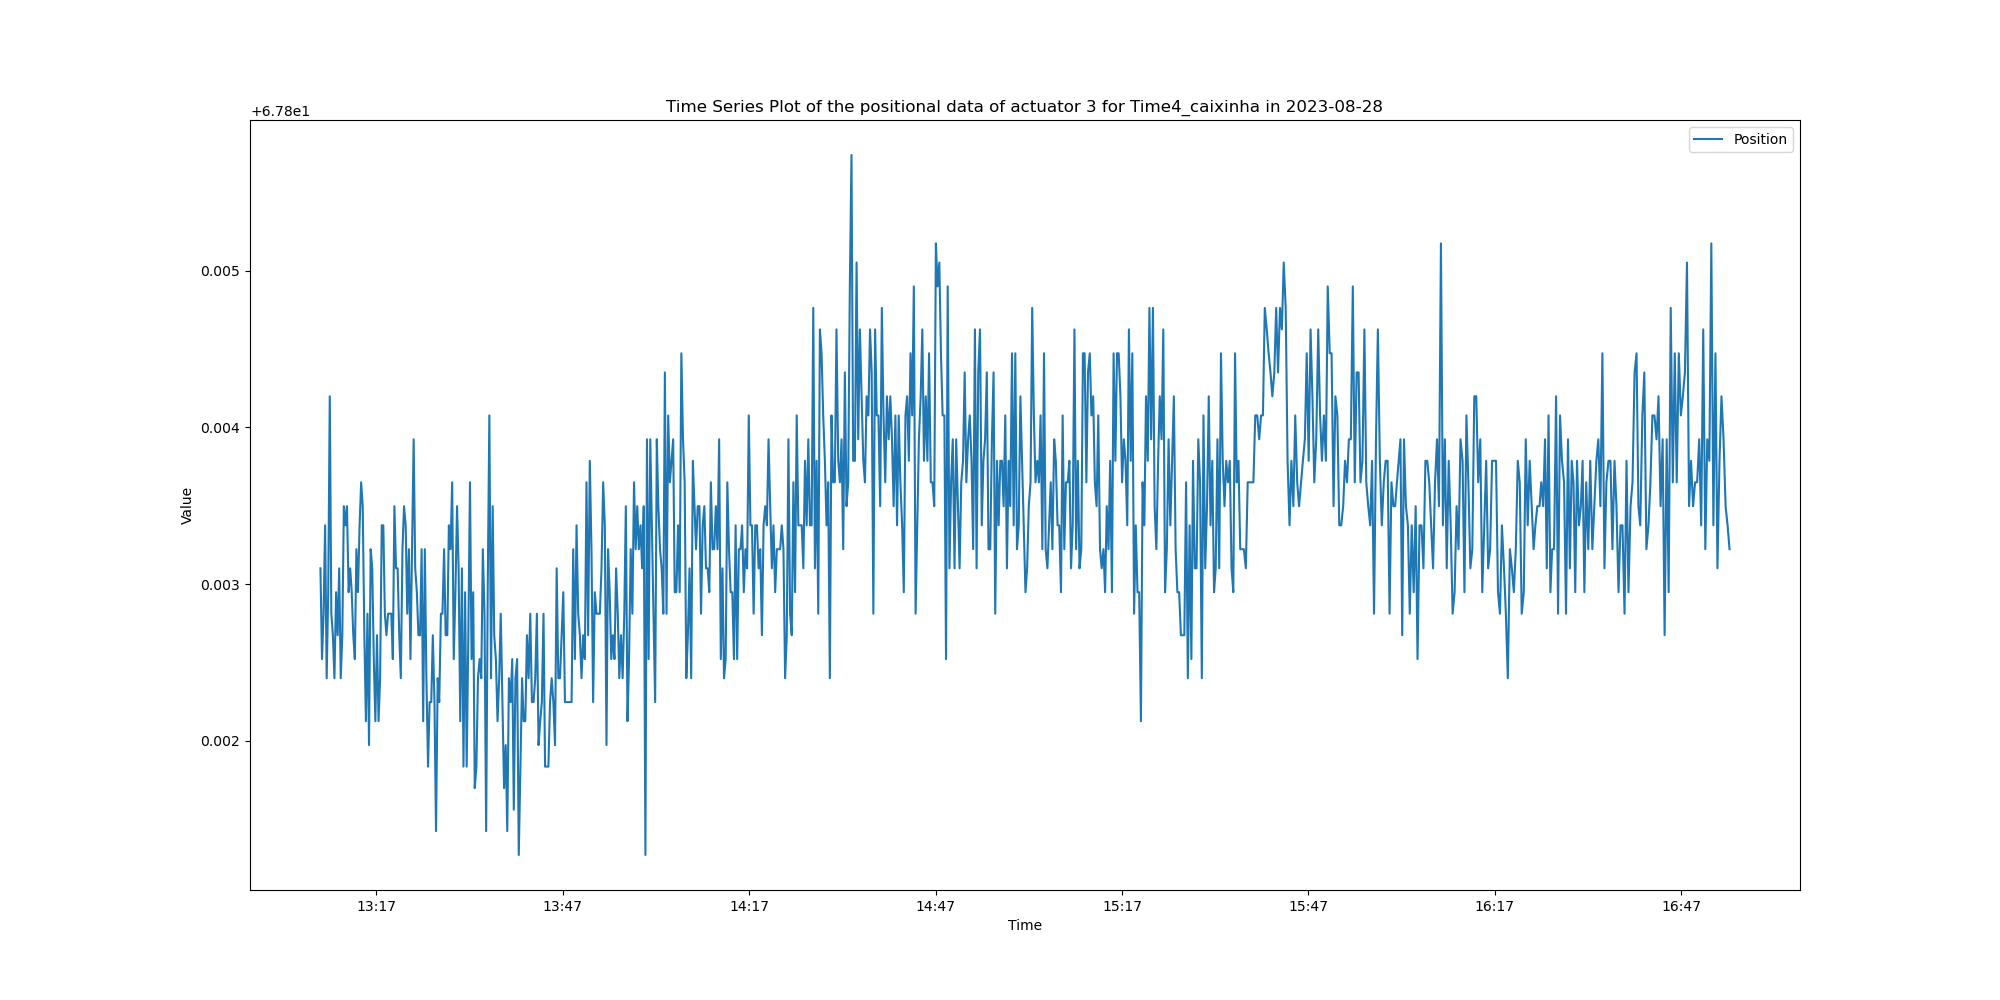 Time Series Plot of the positional data of actuator 3 for Time4_caixinha in 2023-08-28
+6.78e1
Position
0.005
0.004
0.003
0.002
Value
13:17 13:47 14:17 14:47 15:17 15:47 16:17 16:47
Time